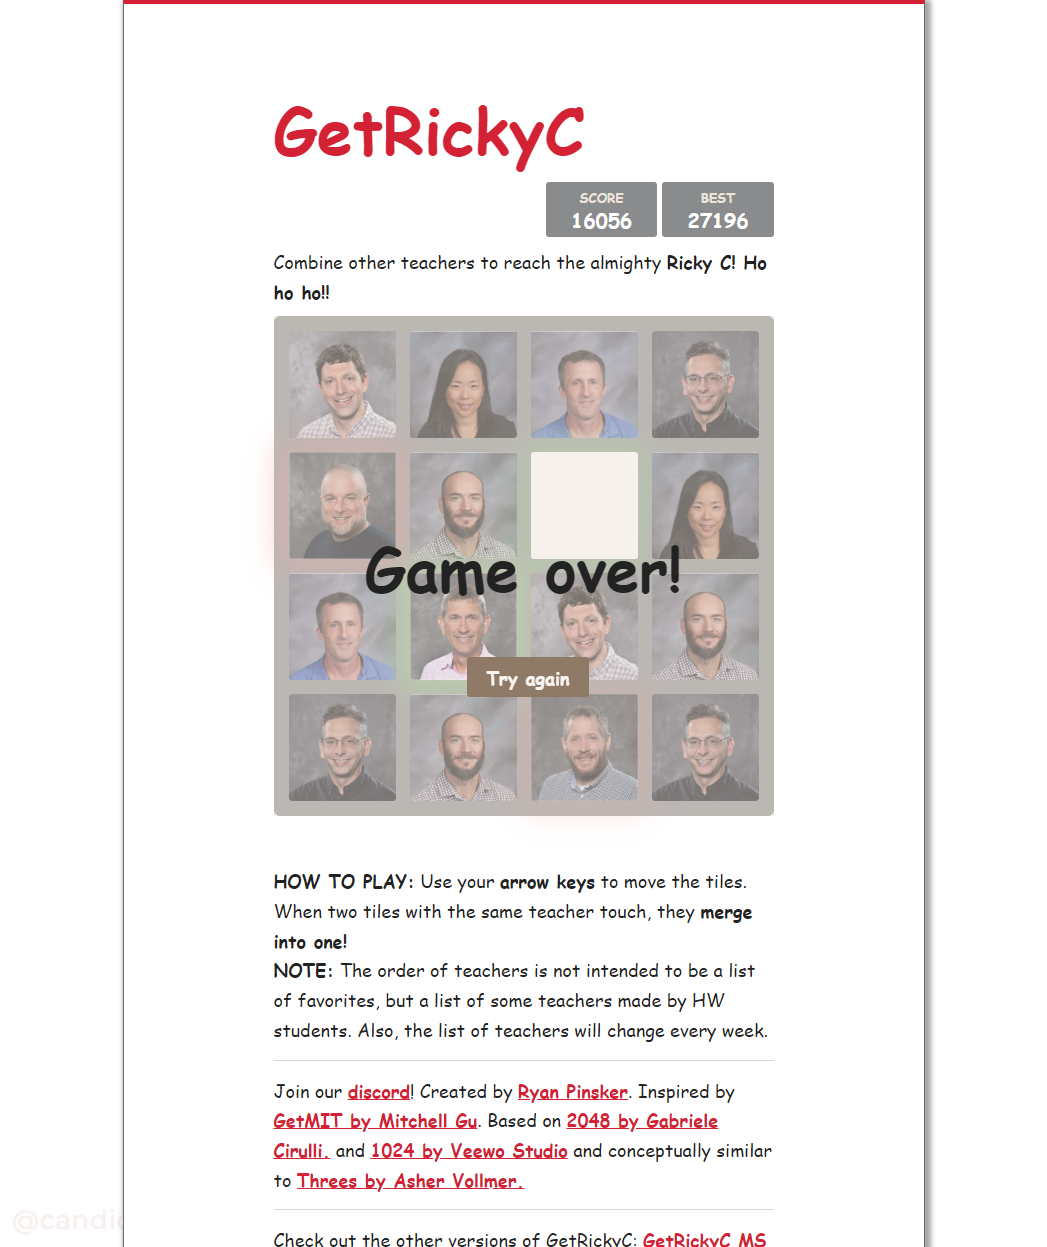 GetRickyC
SCORE
16056
BEST
27196
Combine other teachers to reach the almighty Ricky C! Ho
ho ho!!
Game over!
Try again
HOW TO PLAY: Use your arrow keys to move the tiles.
When two tiles with the same teacher touch, they merge
into one!
NOTE: The order of teachers is not intended to be a list
of favorites, but a list of some teachers made by HW
students. Also, the list of teachers will change every week.
Join our discord! Created by Ryan Pinsker. Inspired by
GetMIT by Mitchell Gu. Based on 2048 by Gabriele
Cirulli. and 1024 by Veewo Studio and conceptually similar
to Threes by Asher Vollmer.
@candic
Check out the other versions of GetRickyC: GetRickyC MS